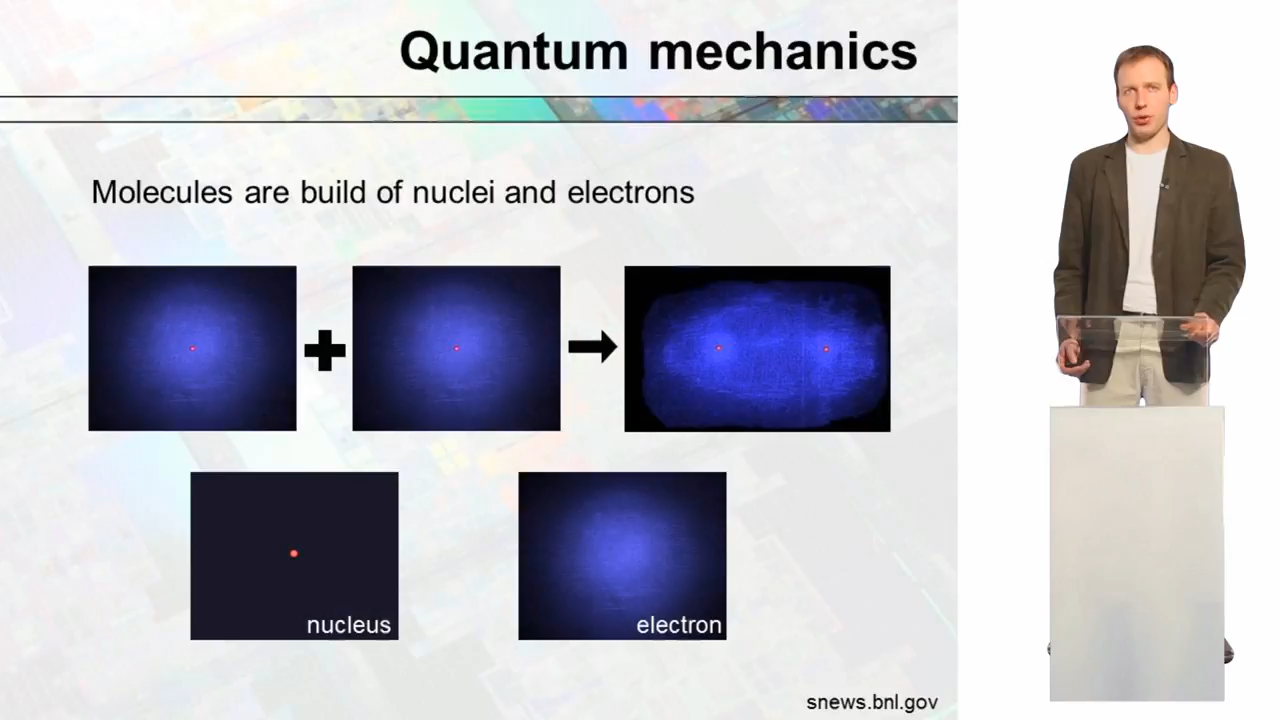 Quantum mechanics
Molecules are build of nuclei and electrons
nucleus
electron
snews.bnl.gov